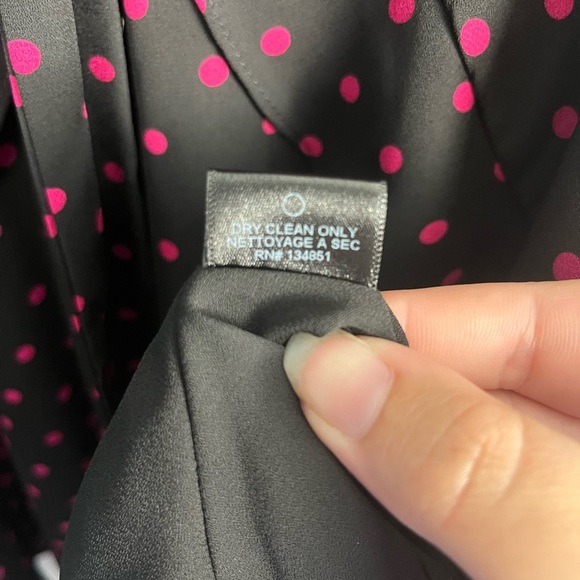 DRY CLEAN ONLY
NETTOYAGE A SEC
RN# 134851